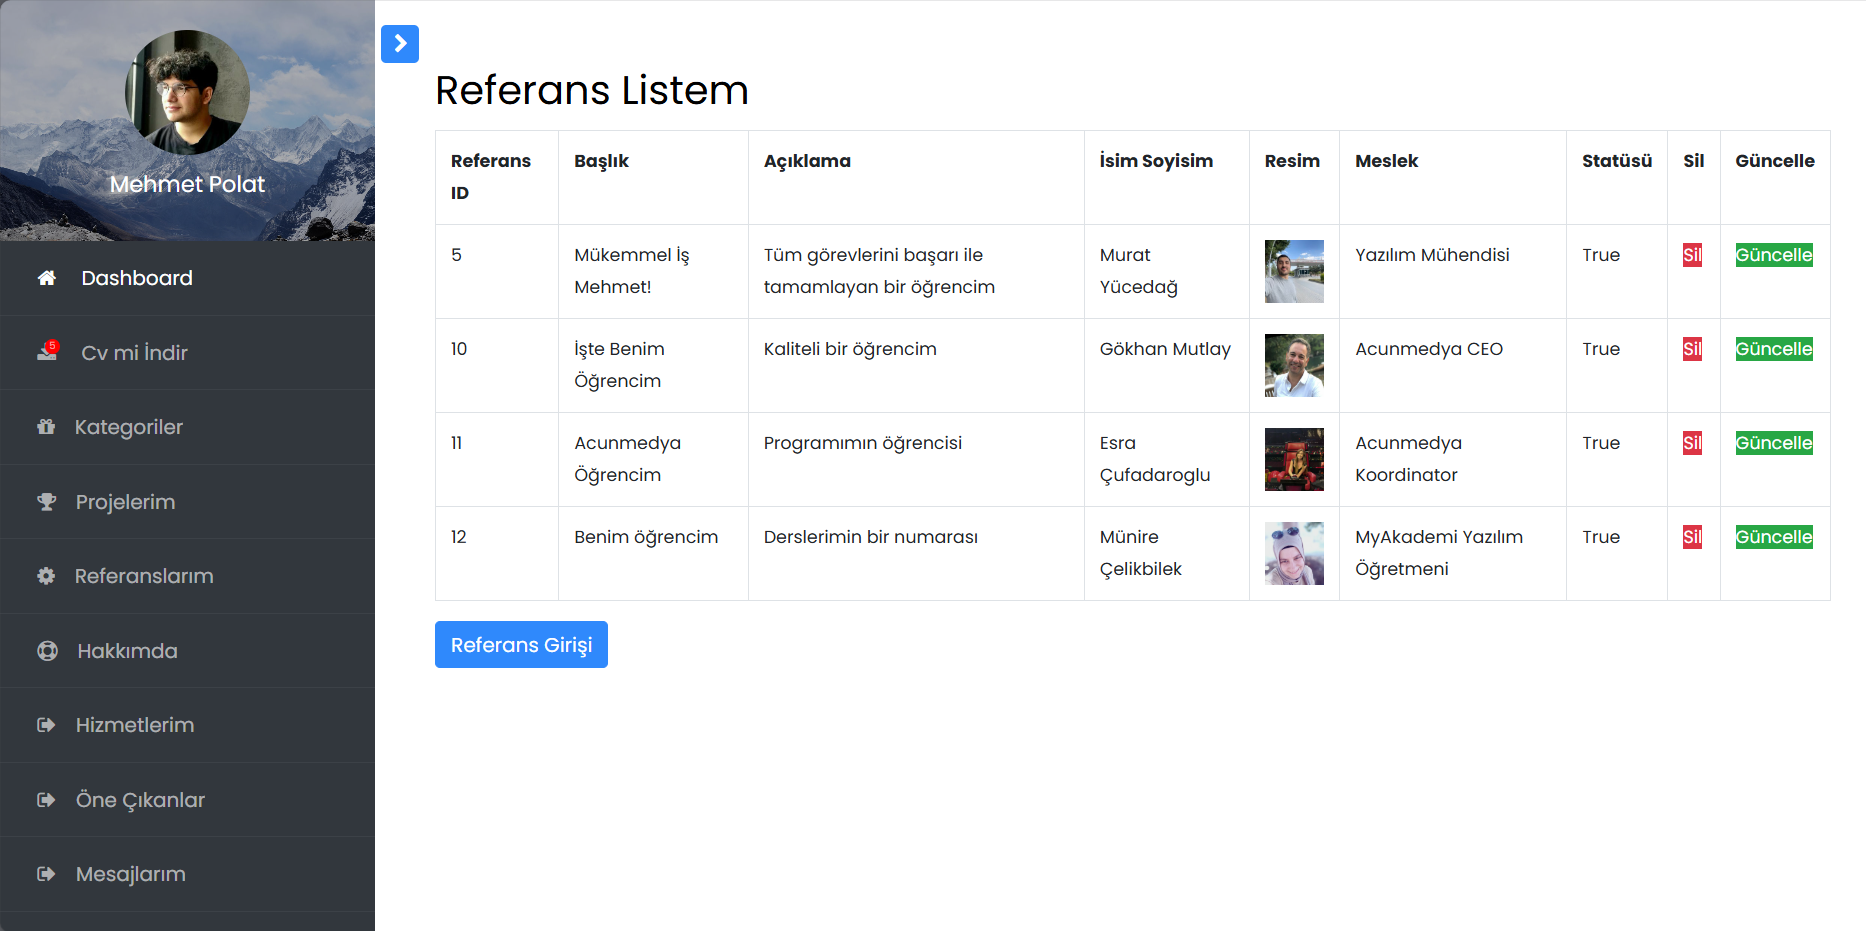 Mehmet Polat
Dashboard
5
Cv mi İndir
Kategoriler
Projelerim
Referanslarım
Hakkımda
Hizmetlerim
Öne Çıkanlar
Mesajlarım
Referans Listem
Referans Başlık Açıklama İsim Soyisim Resim Meslek Statüsü Sil Güncelle
ID
5 Mükemmel İş Tüm görevlerini başarı ile Murat Yazılım Mühendisi True Sil Güncelle
Mehmet! tamamlayan bir öğrencim Yücedağ
10 İşte Benim Kaliteli bir öğrencim Gökhan Mutlay Acunmedya CEO True Sil Güncelle
Öğrencim
11 Acunmedya Programımın öğrencisi Esra Acunmedya True Sil Güncelle
Öğrencim Çufadaroglu Koordinator
12 Benim öğrencim Derslerimin bir numarası Münire MyAkademi Yazılım True Sil Güncelle
Çelikbilek Öğretmeni
Referans Girişi